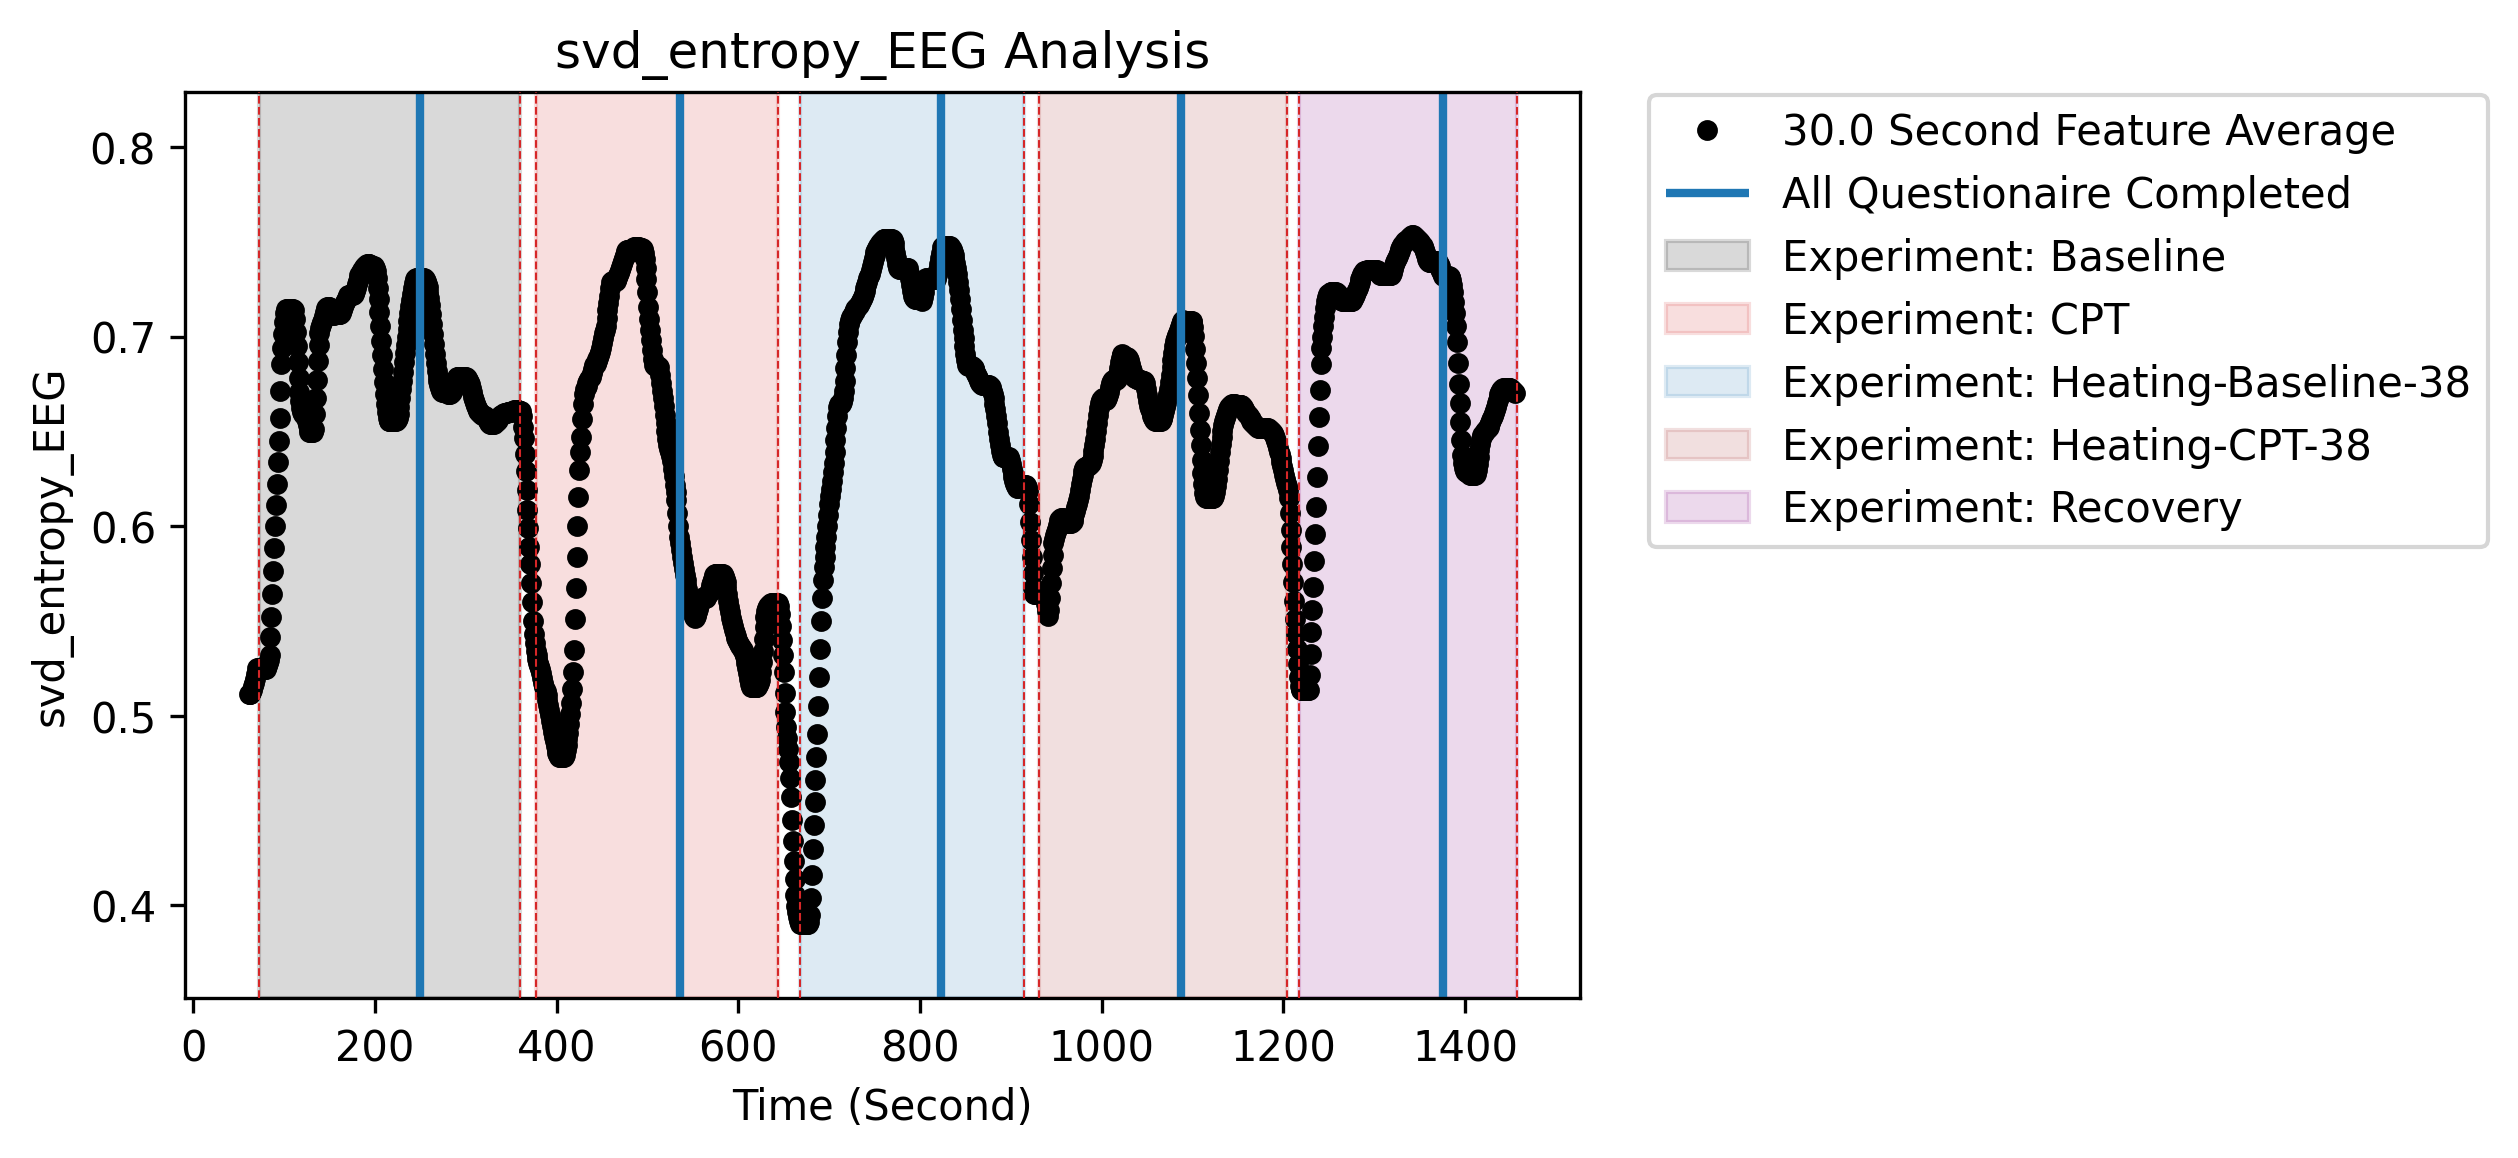 svd_entropy_EEG Analysis
svd_entropy_EEG
0.8
0.7
0.6
0.5
0.4
0
200
400
600
800
1000
1200
1400
Time (Second)
30.0 Second Feature Average
All Questionaire Completed
Experiment: Baseline
Experiment: CPT
Experiment: Heating-Baseline-38
Experiment: Heating-CPT-38
Experiment: Recovery